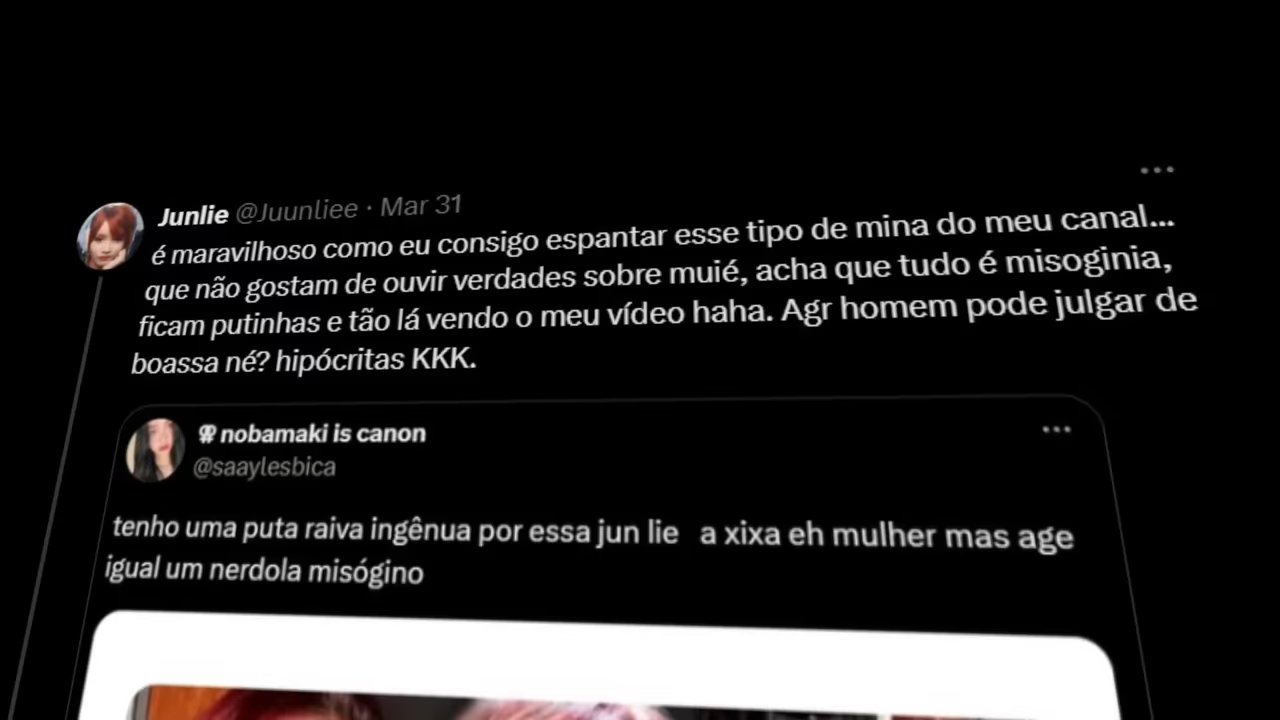 Junlie @Juunliee · Mar 31
é maravilhoso como eu consigo espantar esse tipo de mina do meu canal...
que não gostam de ouvir verdades sobre muié, acha que tudo é misoginia,
ficam putinhas e tão lá vendo o meu vídeo haha. Agr homem pode julgar de
boassa né? hipócritas KKK.
⚢ nobamaki is canon
@saaylesbica
tenho uma puta raiva ingênua por essa jun lie a xixa eh mulher mas age
igual um nerdola misógino